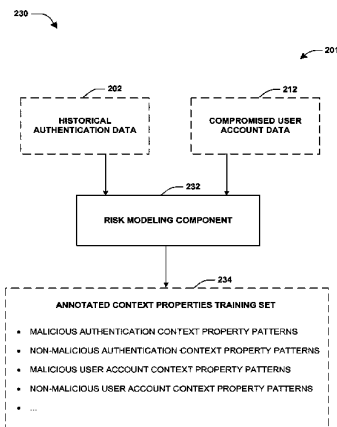 230
201
202
212
HISTORICAL
AUTHENTICATION DATA
COMPROMISED USER
ACCOUNT DATA
232
RISK MODELING COMPONENT
234
ANNOTATED CONTEXT PROPERTIES TRAINING SET
• MALICIOUS AUTHENTICATION CONTEXT PROPERTY PATTERNS
• NON-MALICIOUS AUTHENTICATION CONTEXT PROPERTY PATTERNS
• MALICIOUS USER ACCOUNT CONTEXT PROPERTY PATTERNS
• NON-MALICIOUS USER ACCOUNT CONTEXT PROPERTY PATTERNS
• ...